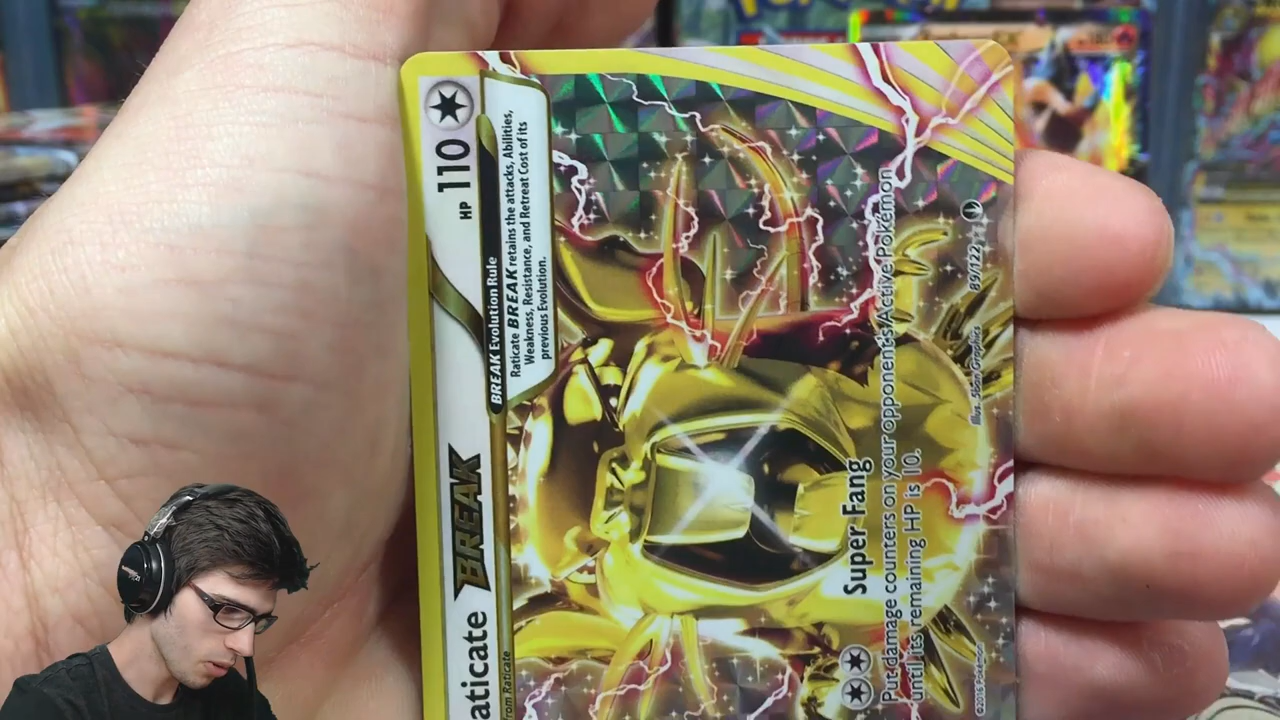 aticate BREAK
HP 110
from Raticate
BREAK Evolution Rule
Raticate BREAK retains the attacks, Abilities,
Weakness, Resistance, and Retreat Cost of its
previous Evolution.
Super Fang
Put damage counters on your opponent's Active Pokémon
until its remaining HP is 10.
Illus. 5ban Graphics
89/122
©2016 Pokémon